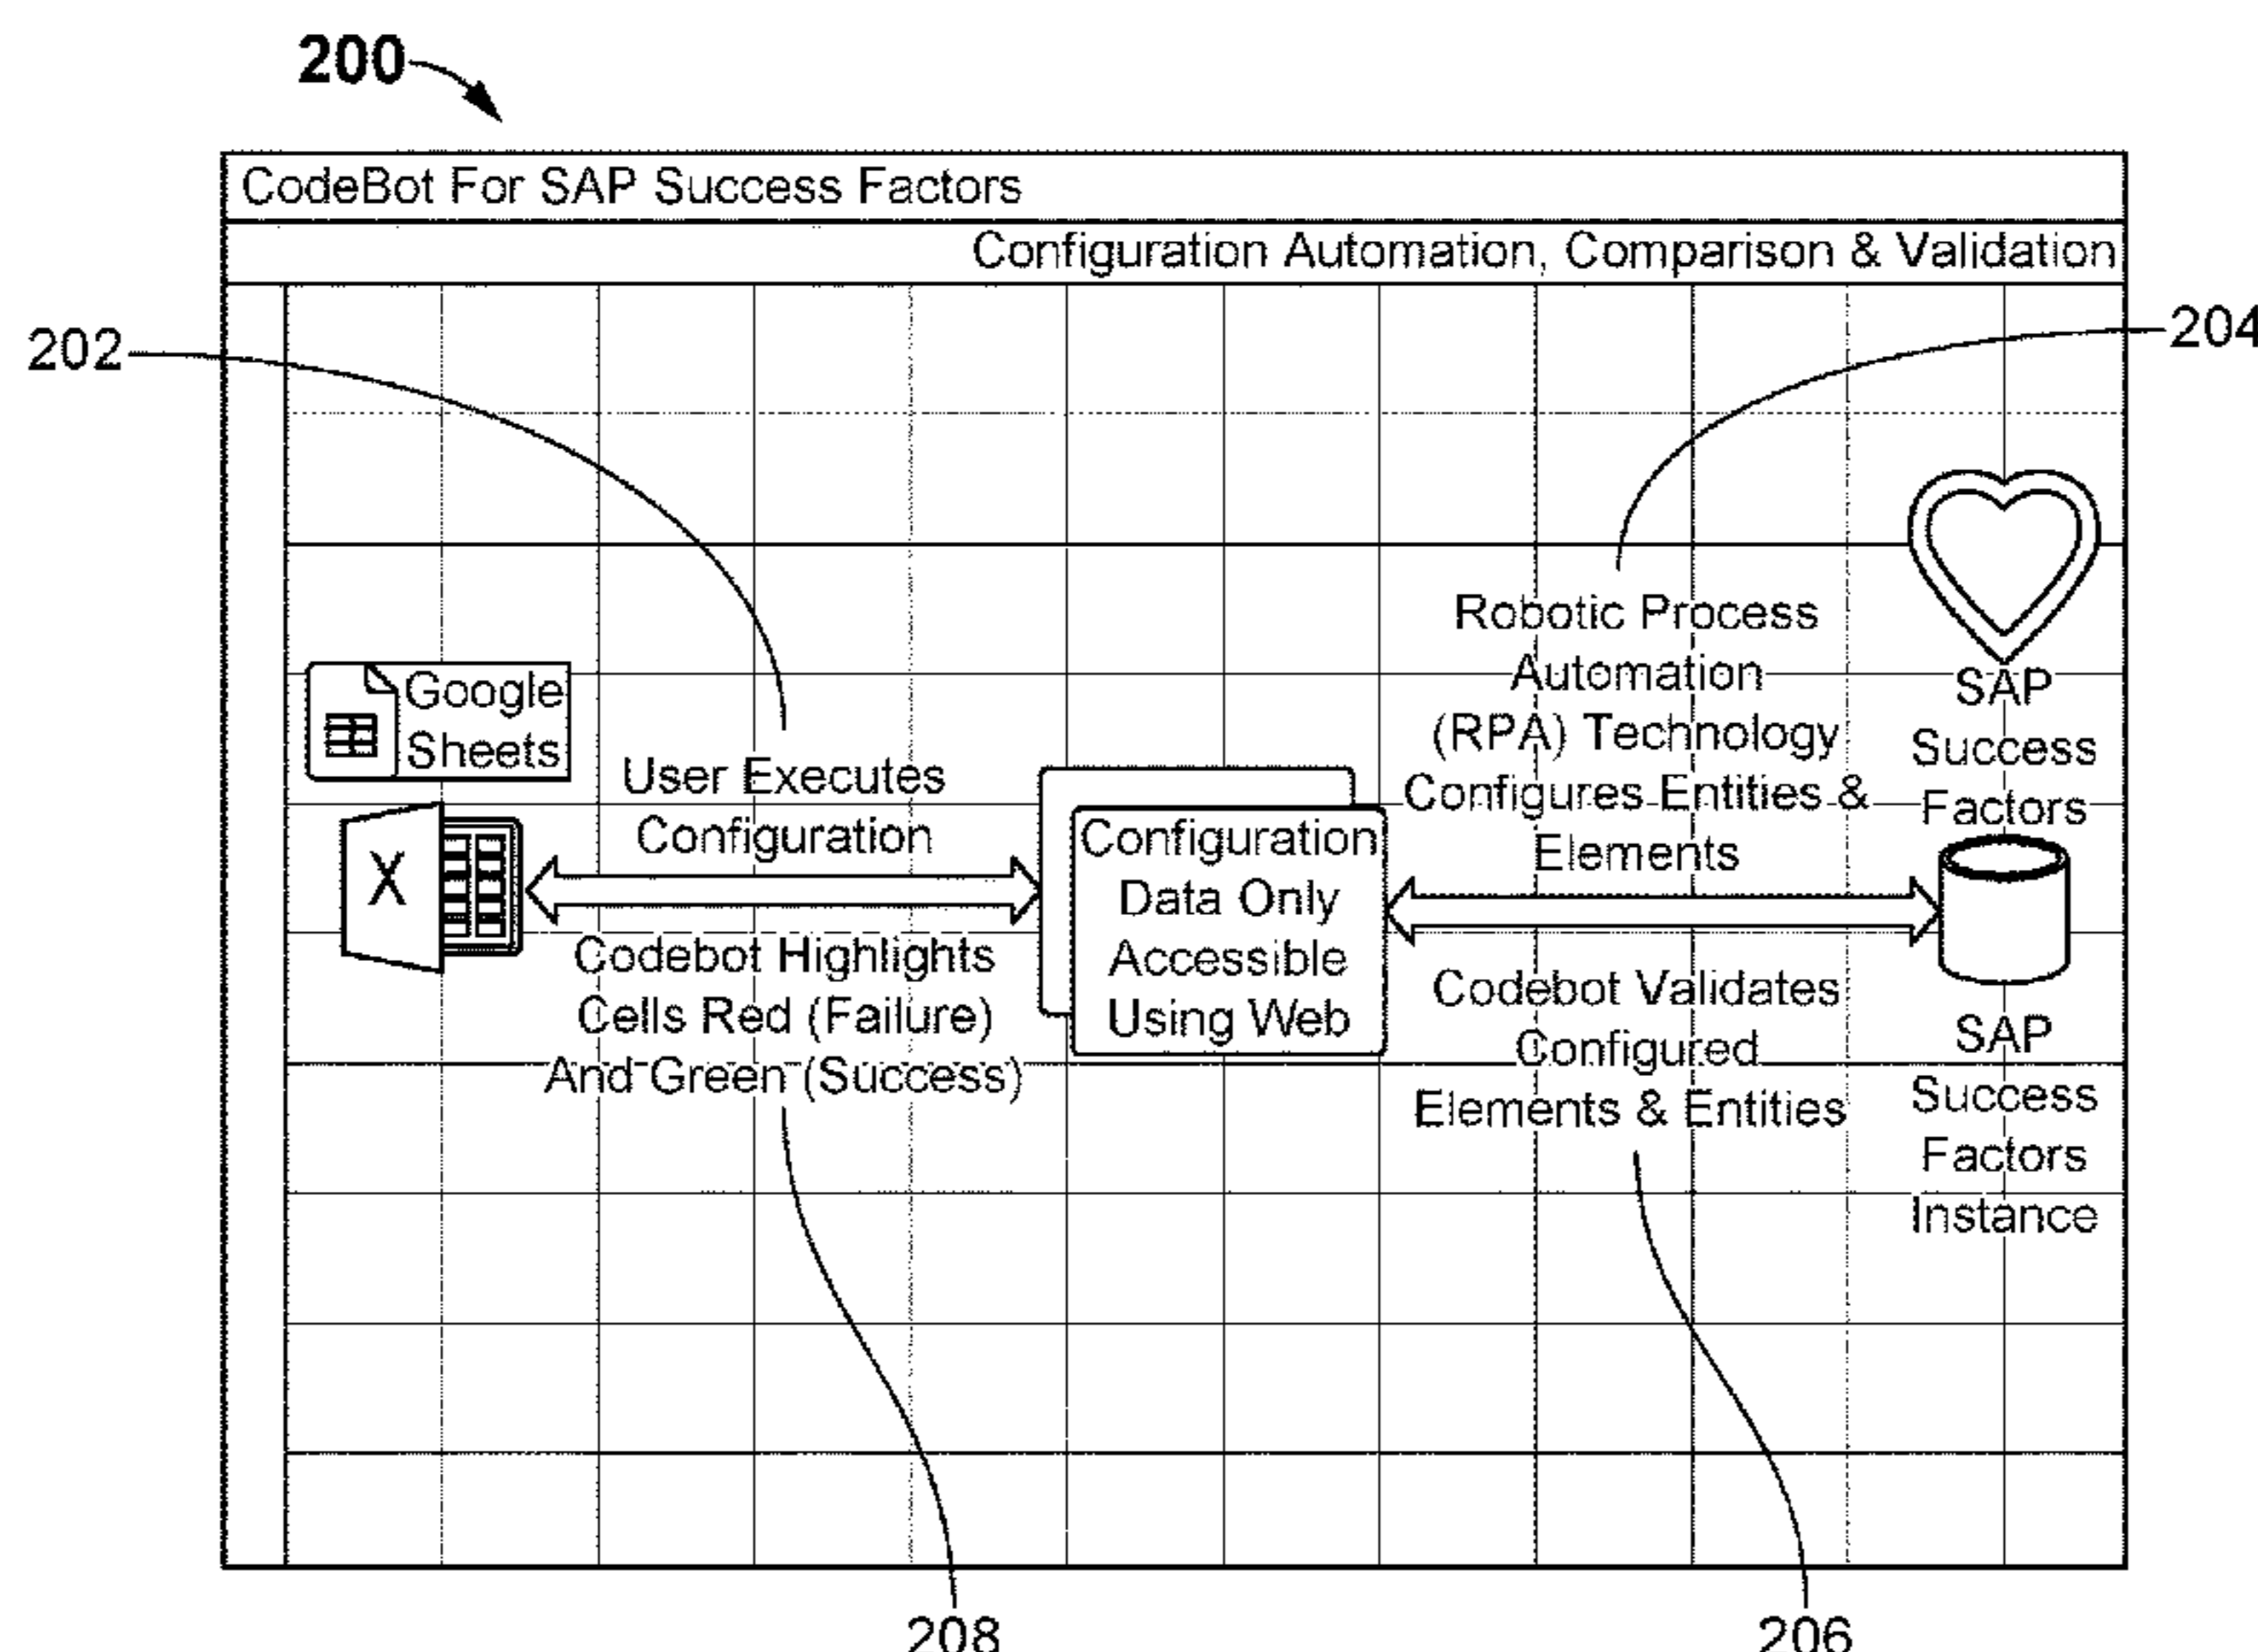 200
CodeBot For SAP Success Factors
Configuration Automation, Comparison & Validation
202
204
Google
Sheets
X
User Executes
Configuration
Codebot Highlights
Cells Red (Failure)
And Green (Success)
Configuration
Data Only
Accessible
Using Web
Robotic Process
Automation
(RPA) Technology
Configures Entities &
Elements
Codebot Validates
Configured
Elements & Entities
SAP
Success
Factors
SAP
Success
Factors
Instance
208
206